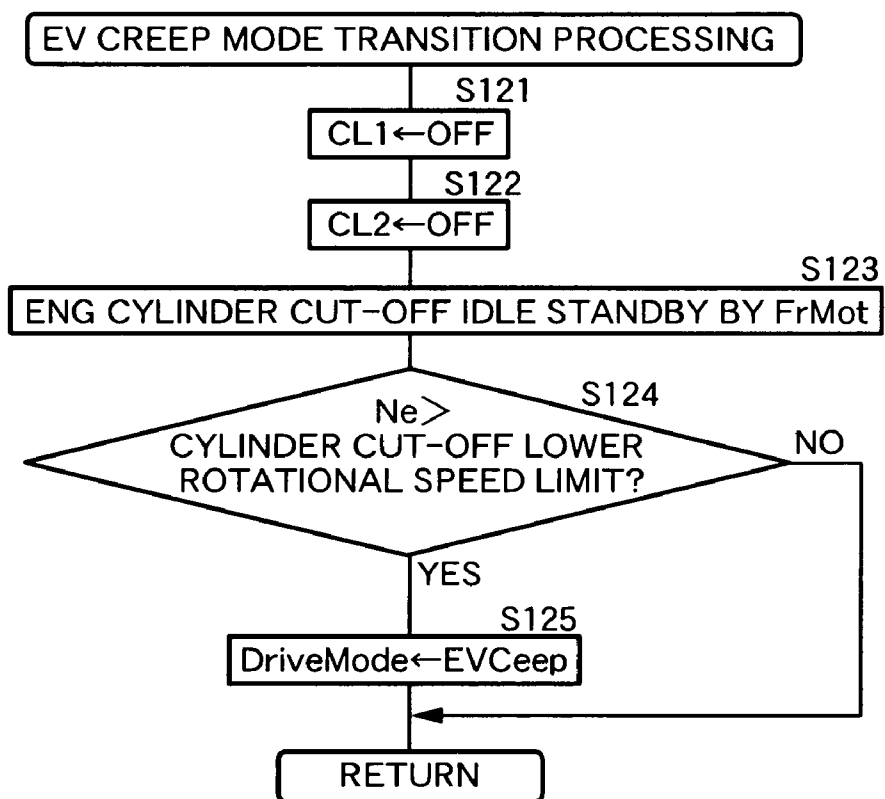 EV CREEP MODE TRANSITION PROCESSING
S121
CL1←OFF
S122
CL2←OFF
S123
ENG CYLINDER CUT-OFF IDLE STANDBY BY FrMot
S124
Ne>
CYLINDER CUT-OFF LOWER
ROTATIONAL SPEED LIMIT?
NO
YES
S125
DriveMode←EVCeep
RETURN